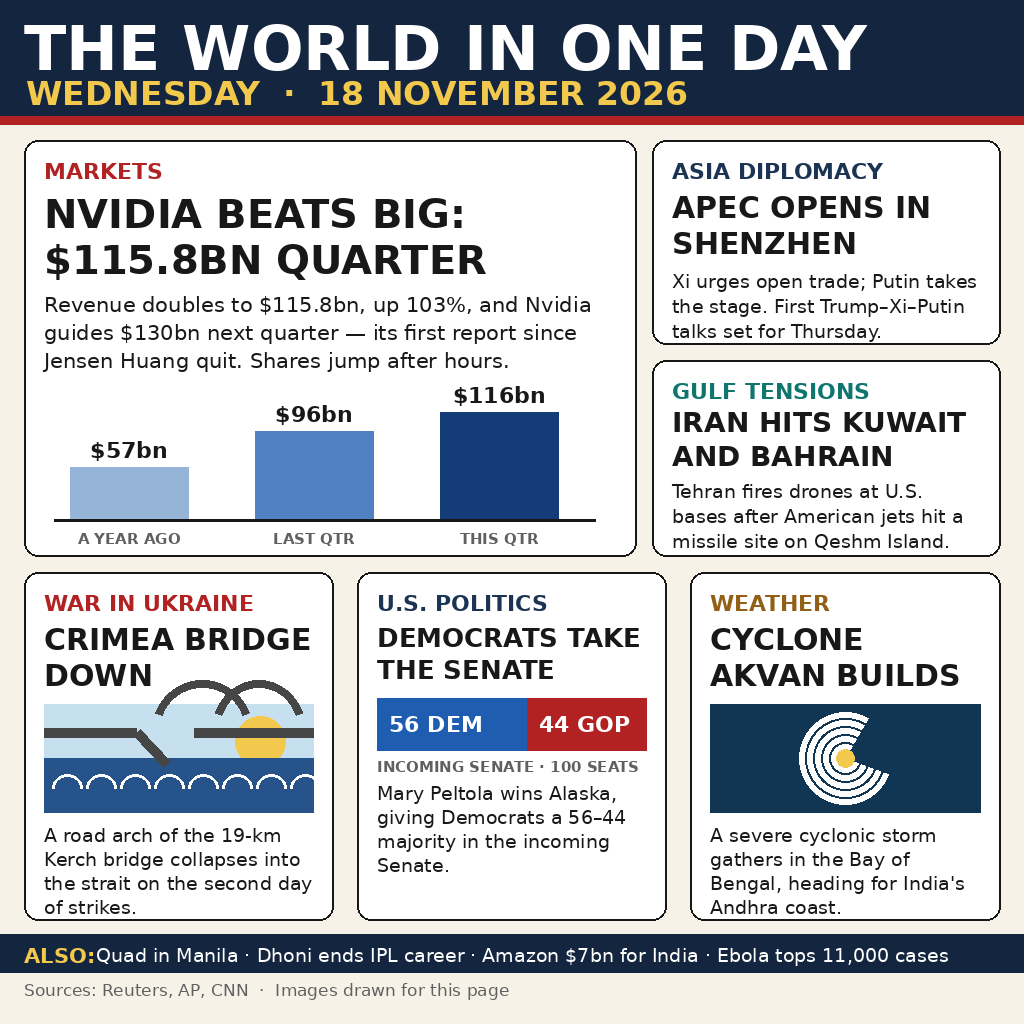 THE WORLD IN ONE DAY
WEDNESDAY · 18 NOVEMBER 2026
MARKETS
NVIDIA BEATS BIG:
$115.8BN QUARTER
Revenue doubles to $115.8bn, up 103%, and Nvidia
guides $130bn next quarter — its first report since
Jensen Huang quit. Shares jump after hours.
$57bn
$96bn
$116bn
A YEAR AGO
LAST QTR
THIS QTR
ASIA DIPLOMACY
APEC OPENS IN
SHENZHEN
Xi urges open trade; Putin takes
the stage. First Trump–Xi–Putin
talks set for Thursday.
GULF TENSIONS
IRAN HITS KUWAIT
AND BAHRAIN
Tehran fires drones at U.S.
bases after American jets hit a
missile site on Qeshm Island.
WAR IN UKRAINE
CRIMEA BRIDGE
DOWN
A road arch of the 19-km
Kerch bridge collapses into
the strait on the second day
of strikes.
U.S. POLITICS
DEMOCRATS TAKE
THE SENATE
56 DEM
44 GOP
INCOMING SENATE · 100 SEATS
Mary Peltola wins Alaska,
giving Democrats a 56–44
majority in the incoming
Senate.
WEATHER
CYCLONE
AKVAN BUILDS
A severe cyclonic storm
gathers in the Bay of
Bengal, heading for India's
Andhra coast.
ALSO:Quad in Manila · Dhoni ends IPL career · Amazon $7bn for India · Ebola tops 11,000 cases
Sources: Reuters, AP, CNN · Images drawn for this page